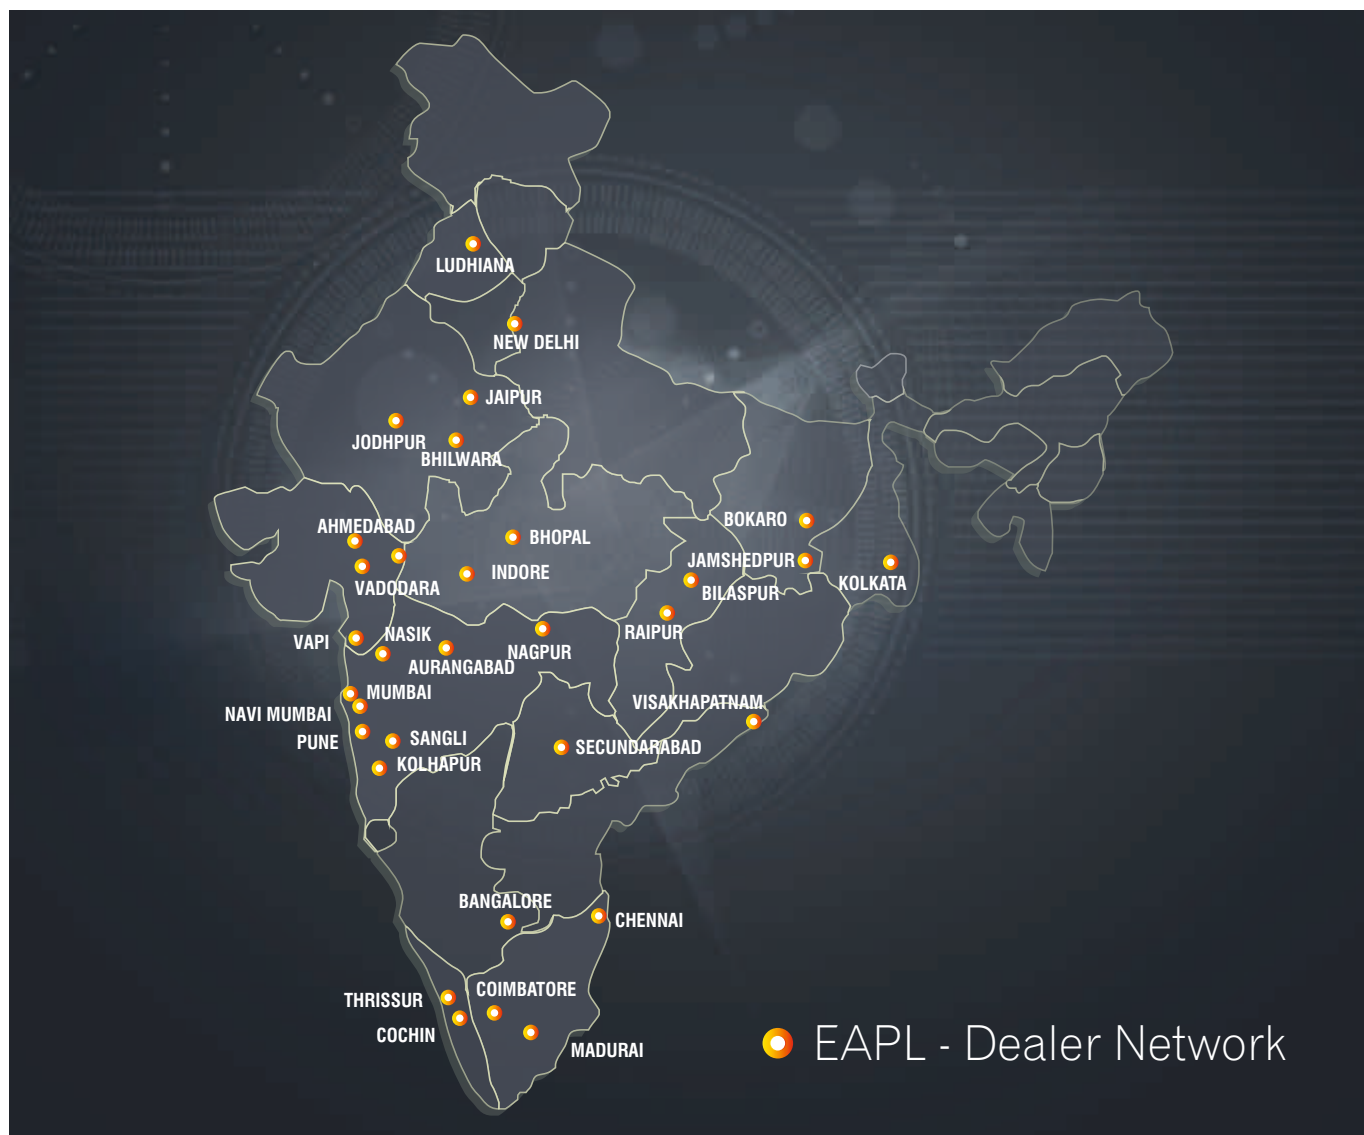 LUDHIANA
NEW DELHI
JAIPUR
JODHPUR
BHILWARA
BOKARO
AHMEDABAD
BHOPAL
JAMSHEDPUR
INDORE
KOLKATA
VADODARA
BILASPUR
RAIPUR
NASIK
VAPI
NAGPUR
AURANGABAD
MUMBAI
VISAKHAPATNAM
NAVI MUMBAI
SANGLI
PUNE
SECUNDARABAD
KOLHAPUR
BANGALORE
CHENNAI
COIMBATORE
THRISSUR
COCHIN
EAPL - Dealer Network
MADURAI